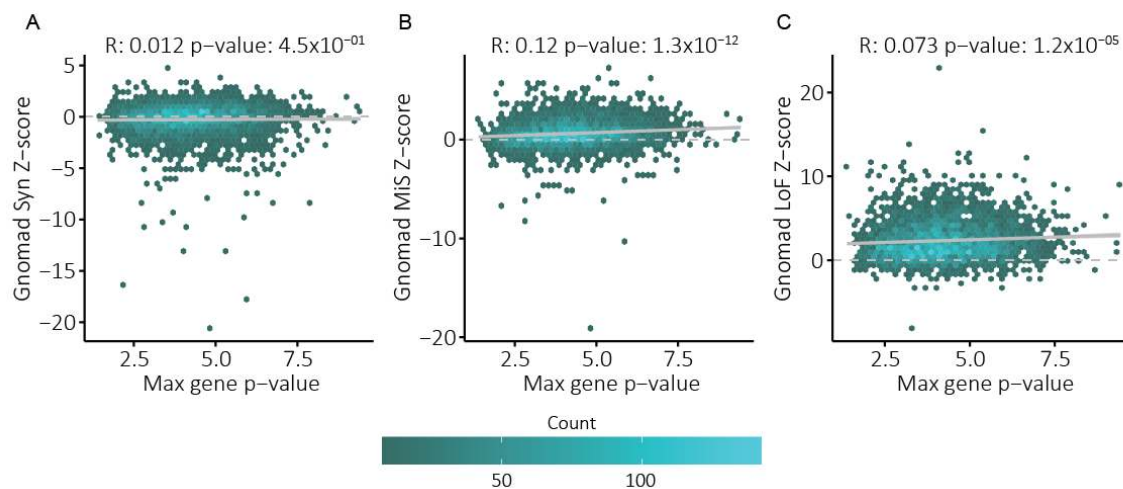 A
R: 0.012 p−value: 4.5x10⁻⁰¹
Gnomad Syn Z−score
5
0
−5
−10
−15
−20
2.5 5.0 7.5
Max gene p−value
B
R: 0.12 p−value: 1.3x10⁻¹²
Gnomad MiS Z−score
0
−10
−20
2.5 5.0 7.5
Max gene p−value
C
R: 0.073 p−value: 1.2x10⁻⁰⁵
Gnomad LoF Z−score
20
10
0
2.5 5.0 7.5
Max gene p−value
Count
50 100